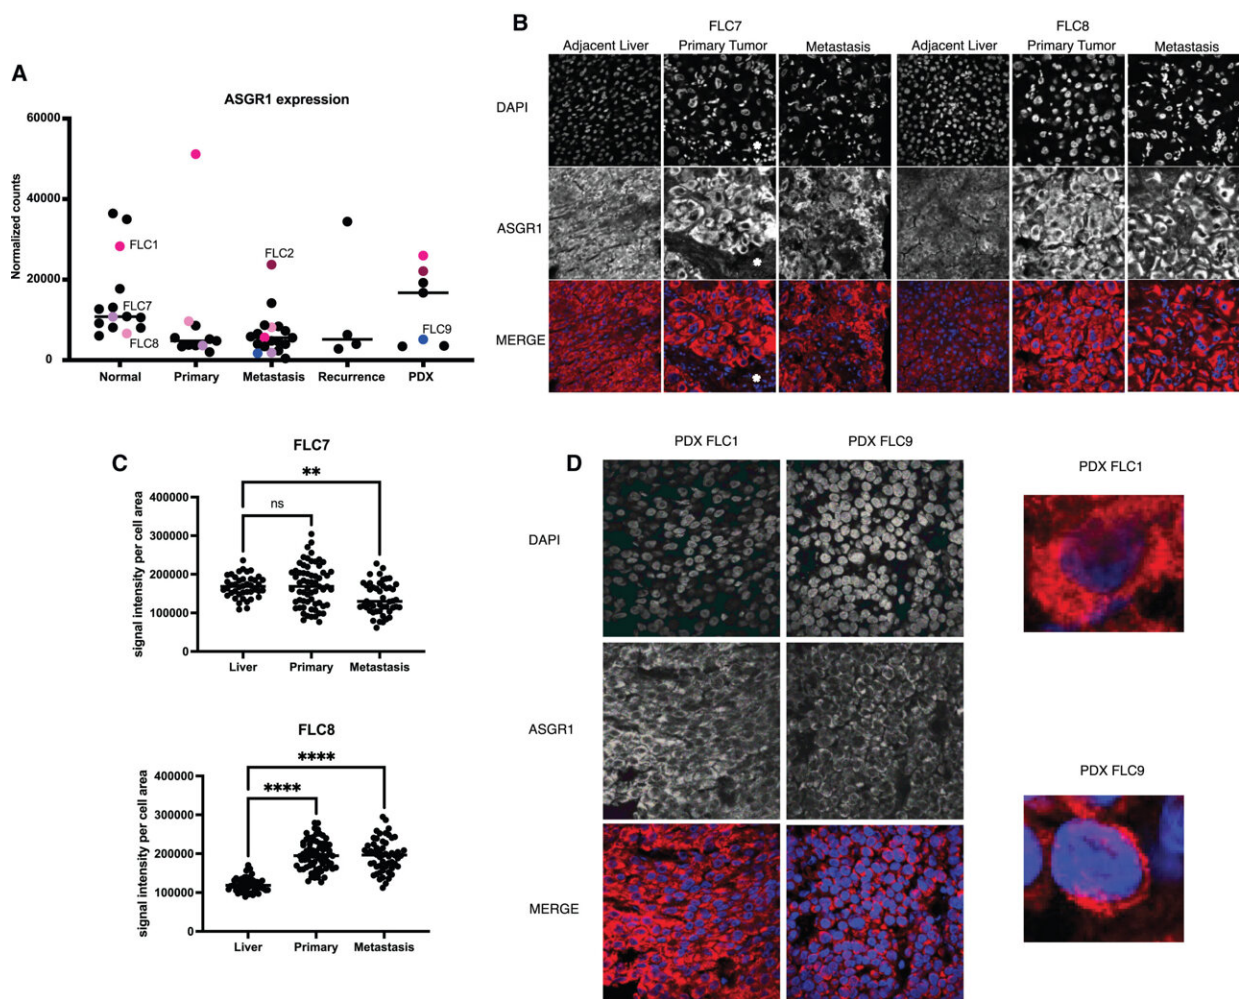 A
ASGR1 expression
Normalized counts
60000
40000
20000
0
FLC1
FLC7
FLC8
FLC2
FLC9
Normal
Primary
Metastasis
Recurrence
PDX
B
FLC7
FLC8
Adjacent Liver
Primary Tumor
Metastasis
Adjacent Liver
Primary Tumor
Metastasis
DAPI
ASGR1
MERGE
C
FLC7
signal intensity per cell area
400000
300000
200000
100000
0
**
ns
Liver
Primary
Metastasis
FLC8
signal intensity per cell area
400000
300000
200000
100000
0
****
****
Liver
Primary
Metastasis
D
PDX FLC1
PDX FLC9
DAPI
ASGR1
MERGE
PDX FLC1
PDX FLC9